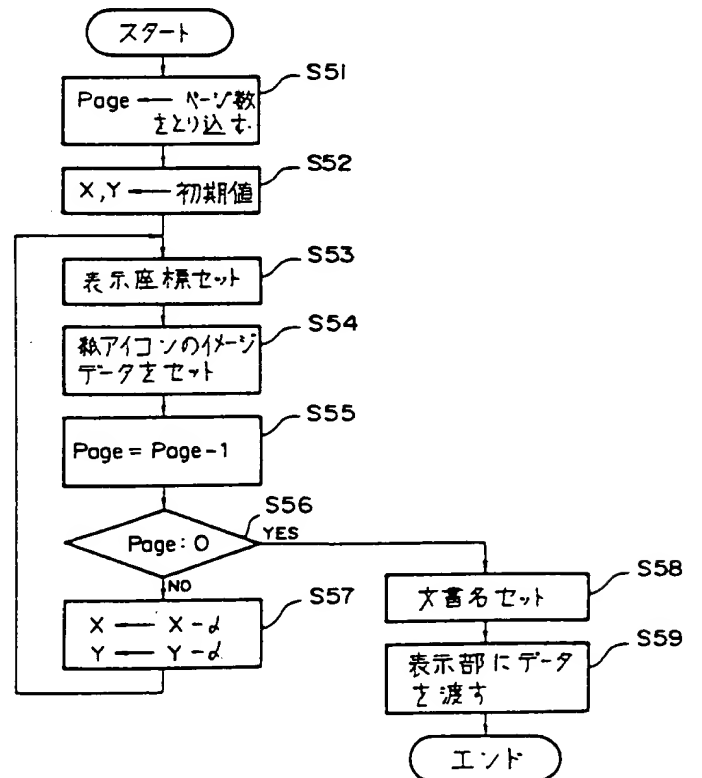 スタート
S51
Page ← ページ数
をとり込む.
S52
X,Y ← 初期値
S53
表示座標セット
S54
紙アイコンのイメージ
データをセット
S55
Page = Page-1
S56
Page: 0
YES
NO
S57
X ← X-α
Y ← Y-α
S58
文書名セット
S59
表示部にデータ
を渡す
エンド